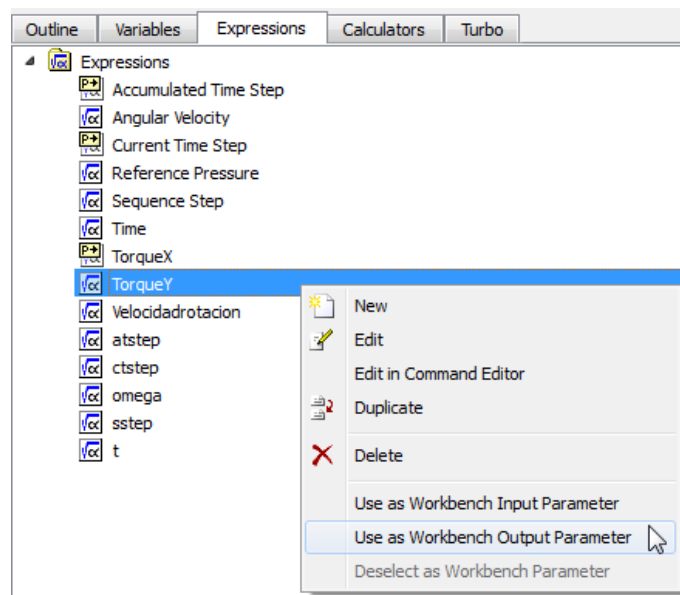 Outline Variables Expressions Calculators Turbo
Expressions
Accumulated Time Step
Angular Velocity
Current Time Step
Reference Pressure
Sequence Step
Time
TorqueX
TorqueY
Velocidadrotacion
atstep
ctstep
omega
sstep
t
New
Edit
Edit in Command Editor
Duplicate
Delete
Use as Workbench Input Parameter
Use as Workbench Output Parameter
Deselect as Workbench Parameter